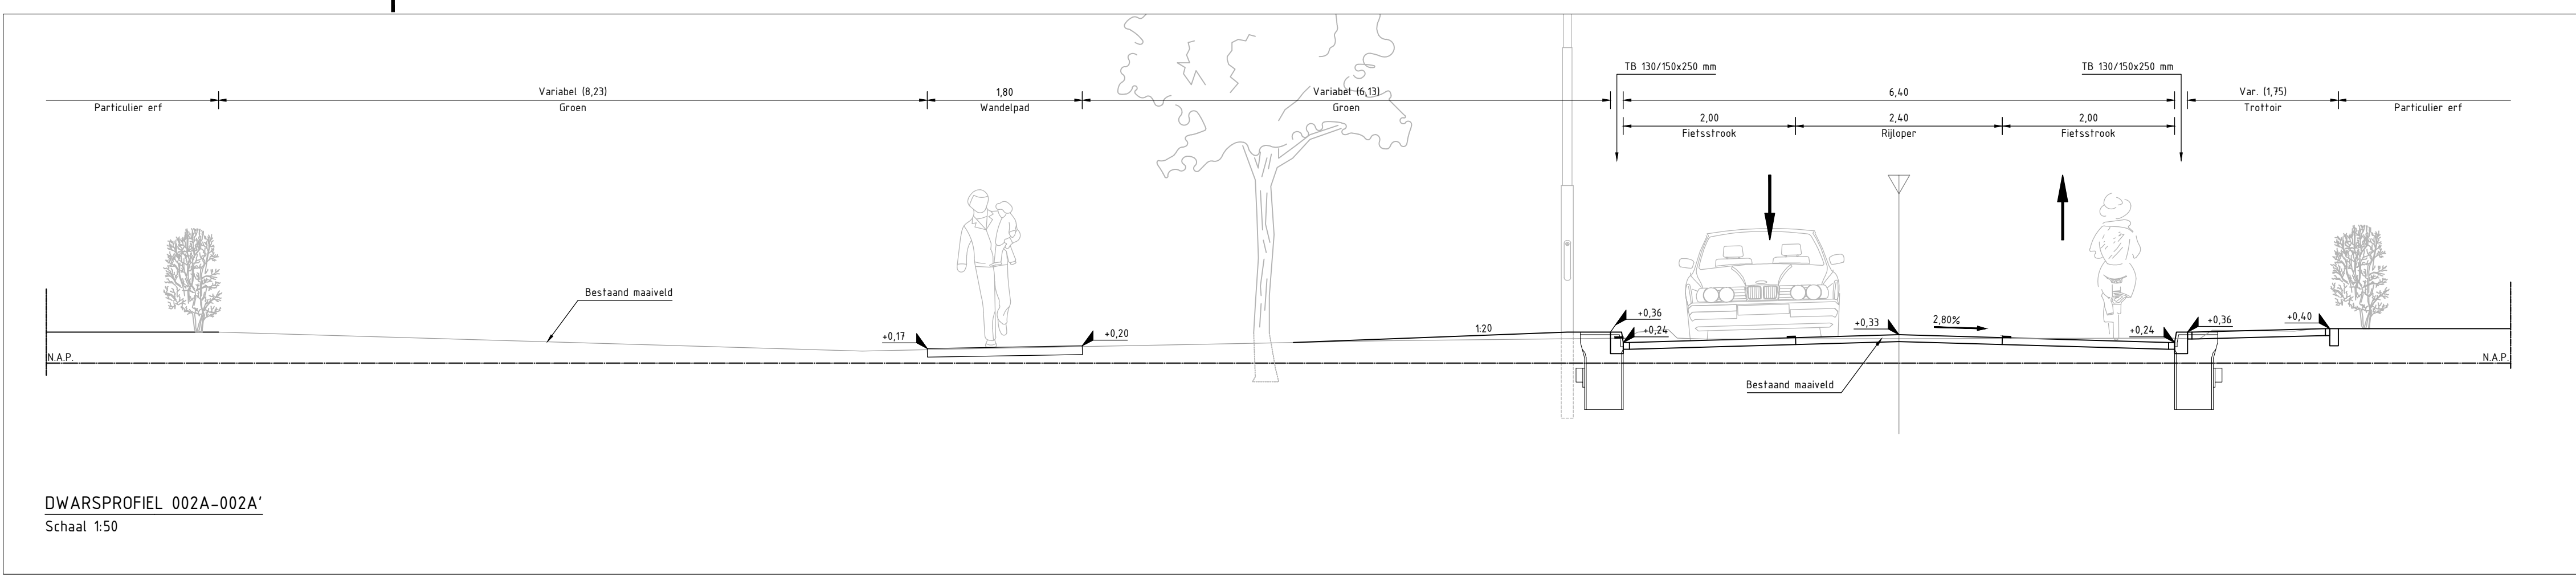 TB 130/150x250 mm
TB 130/150x250 mm
Variabel (8,23)
1,80
Variabel (6,13)
6,40
Var. (1,75)
Particulier erf
Groen
Wandelpad
Groen
Trottoir
Particulier erf
2,00
2,40
2,00
Fietsstrook
Rijloper
Fietsstrook
Bestaand maaiveld
+0,17
+0,20
1:20
+0,36
+0,24
+0,33
2,80%
+0,24
+0,36
+0,40
N.A.P.
N.A.P.
Bestaand maaiveld
DWARSPROFIEL 002A-002A'
Schaal 1:50